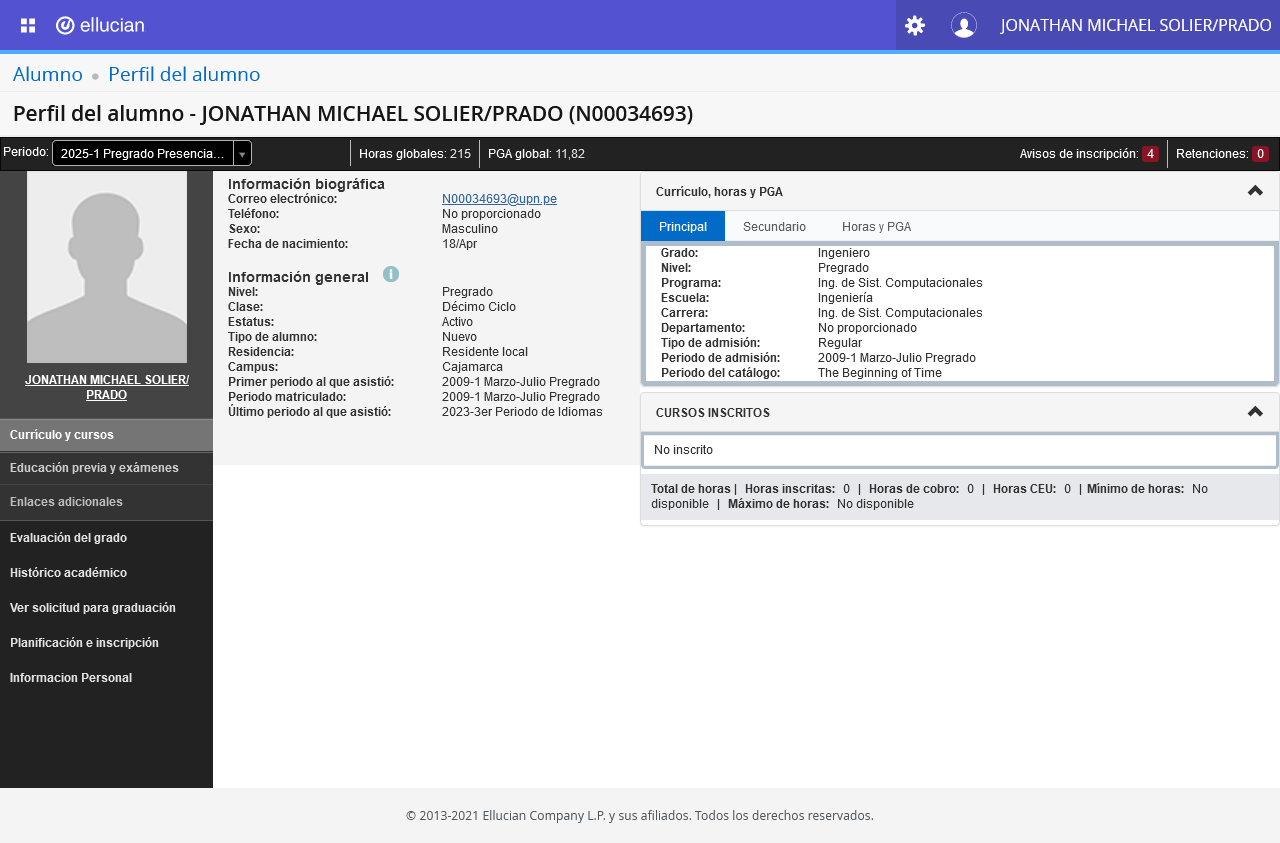 ellucian
JONATHAN MICHAEL SOLIER/PRADO
Alumno • Perfil del alumno
Perfil del alumno - JONATHAN MICHAEL SOLIER/PRADO (N00034693)
Periodo: 2025-1 Pregrado Presencia...
Horas globales: 215
PGA global: 11,82
Avisos de inscripción: 4
Retenciones: 0
JONATHAN MICHAEL SOLIER/
PRADO
Currículo y cursos
Educación previa y exámenes
Enlaces adicionales
Evaluación del grado
Histórico académico
Ver solicitud para graduación
Planificación e inscripción
Informacion Personal
Información biográfica
Correo electrónico: N00034693@upn.pe
Teléfono: No proporcionado
Sexo: Masculino
Fecha de nacimiento: 18/Apr
Información general
Nivel: Pregrado
Clase: Décimo Ciclo
Estatus: Activo
Tipo de alumno: Nuevo
Residencia: Residente local
Campus: Cajamarca
Primer periodo al que asistió: 2009-1 Marzo-Julio Pregrado
Periodo matriculado: 2009-1 Marzo-Julio Pregrado
Último periodo al que asistió: 2023-3er Periodo de Idiomas
Currículo, horas y PGA
Principal Secundario Horas y PGA
Grado: Ingeniero
Nivel: Pregrado
Programa: Ing. de Sist. Computacionales
Escuela: Ingeniería
Carrera: Ing. de Sist. Computacionales
Departamento: No proporcionado
Tipo de admisión: Regular
Periodo de admisión: 2009-1 Marzo-Julio Pregrado
Periodo del catálogo: The Beginning of Time
CURSOS INSCRITOS
No inscrito
Total de horas | Horas inscritas: 0 | Horas de cobro: 0 | Horas CEU: 0 | Mínimo de horas: No
disponible | Máximo de horas: No disponible
© 2013-2021 Ellucian Company L.P. y sus afiliados. Todos los derechos reservados.